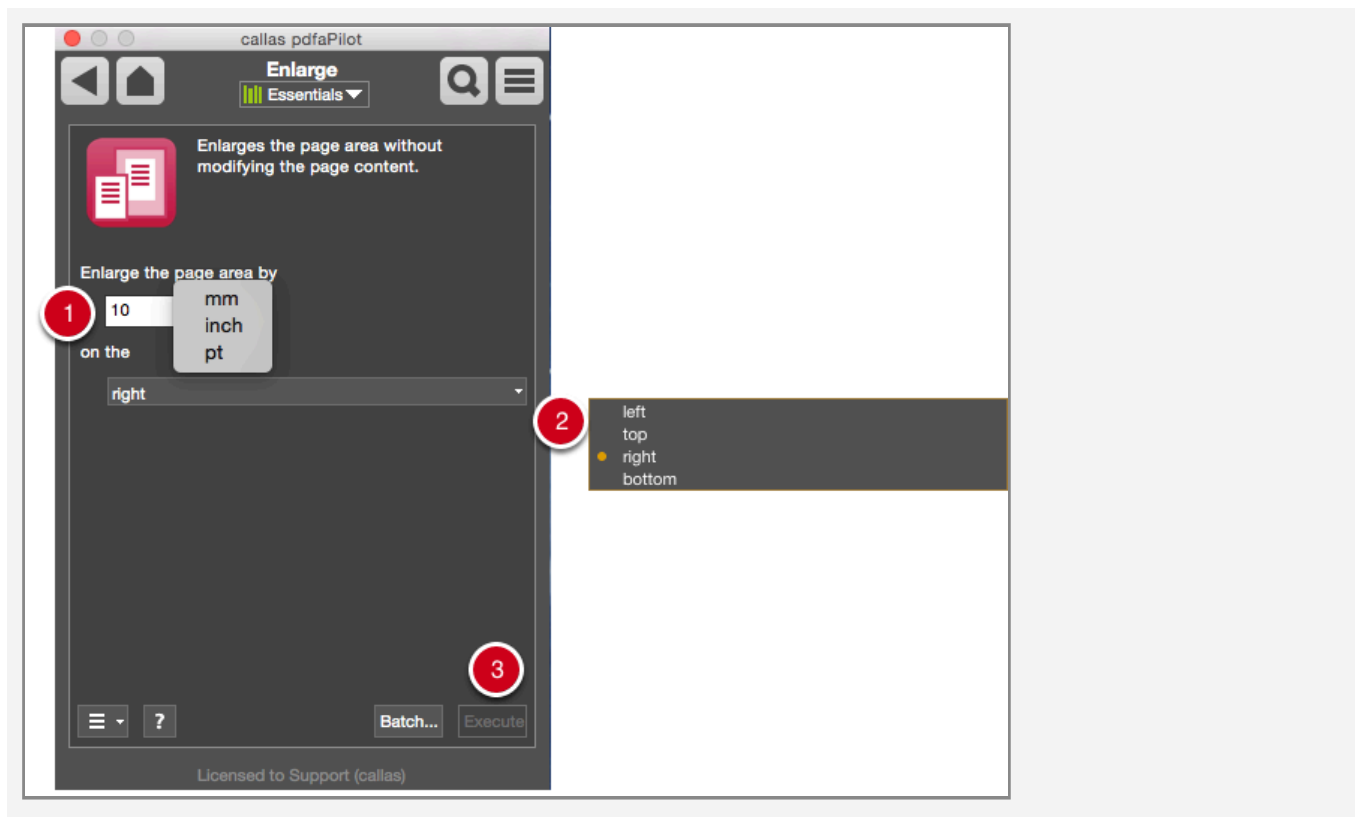 callas pdfaPilot
Enlarge
Essentials
Enlarges the page area without
modifying the page content.
Enlarge the page area by
1
10
mm
inch
pt
on the
right
2
left
top
right
bottom
3
?
Batch...
Execute
Licensed to Support (callas)